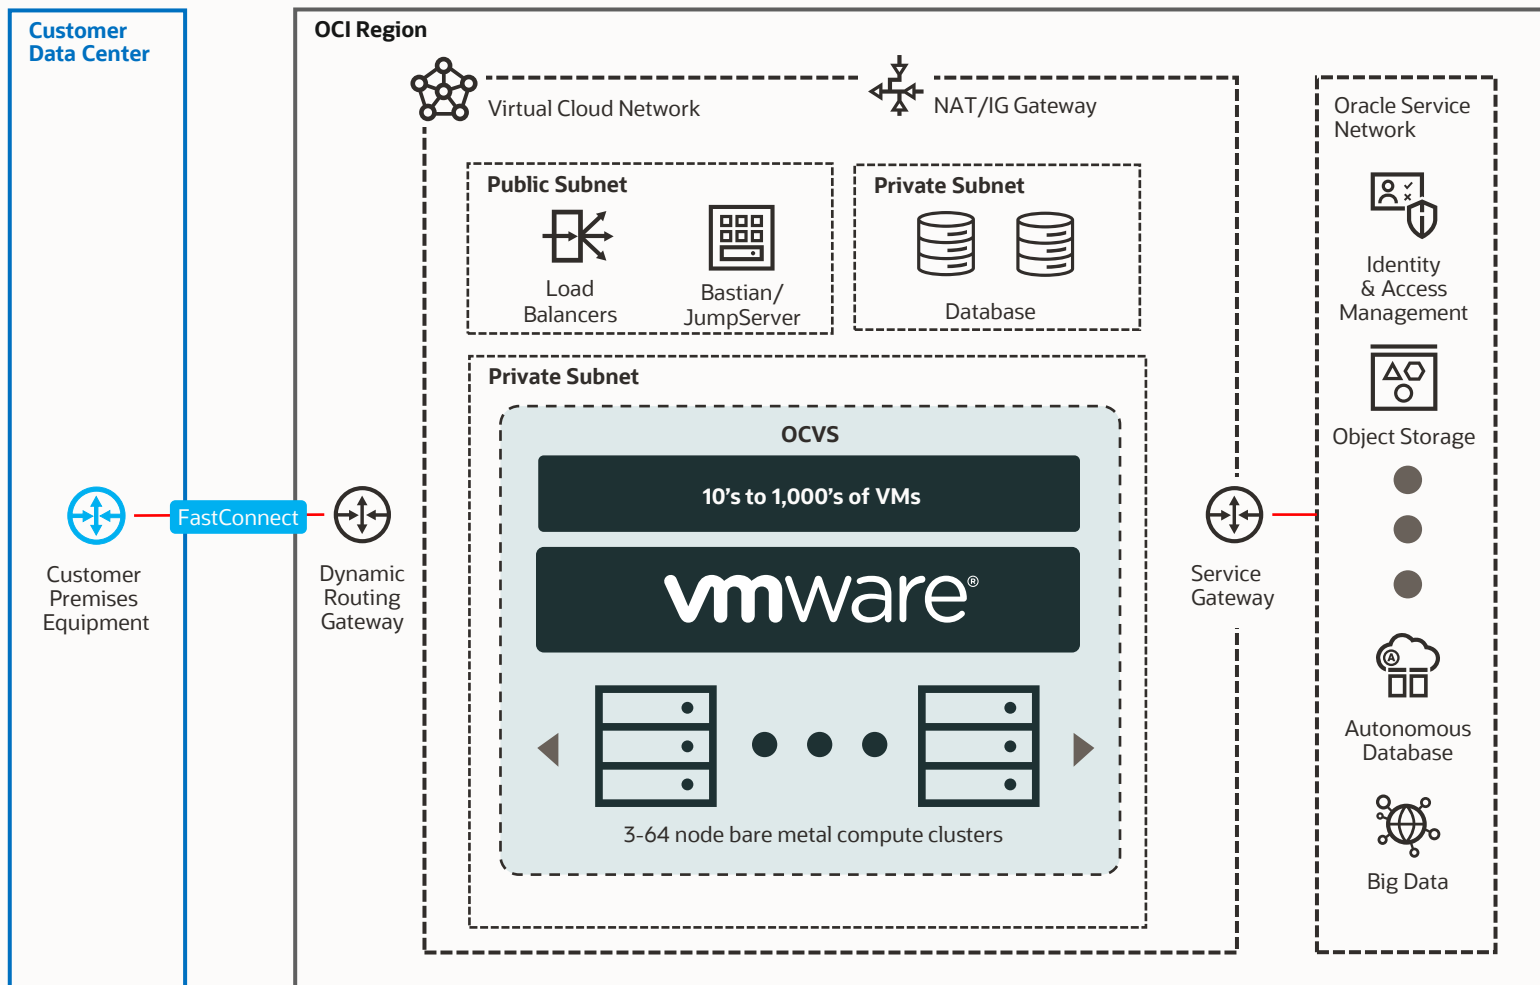 Customer
Data Center
OCI Region
Virtual Cloud Network
NAT/IG Gateway
Oracle Service
Network
Public Subnet
Load
Balancers
Bastian/
JumpServer
Private Subnet
Database
Identity
& Access
Management
Object Storage
Private Subnet
OCVS
10's to 1,000's of VMs
vmware®
3-64 node bare metal compute clusters
FastConnect
Customer
Premises
Equipment
Dynamic
Routing
Gateway
Service
Gateway
A
Autonomous
Database
Big Data